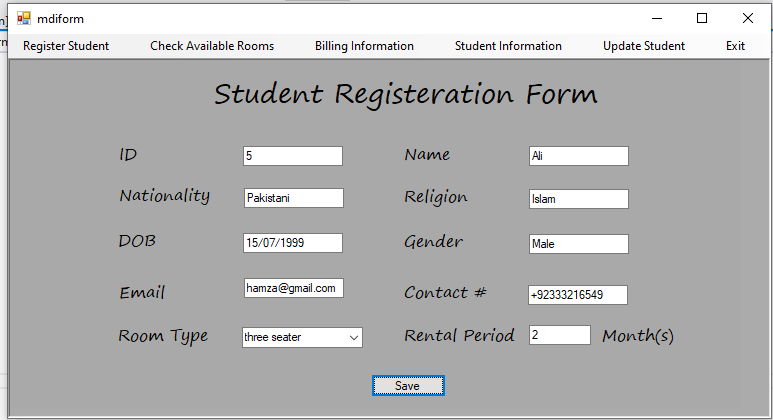 mdiform
Register Student Check Available Rooms Billing Information Student Information Update Student Exit
Student Registeration Form
ID 5 Name Ali
Nationality Pakistani Religion Islam
DOB 15/07/1999 Gender Male
Email hamza@gmail.com Contact # +92333216549
Room Type three seater Rental Period 2 Month(s)
Save